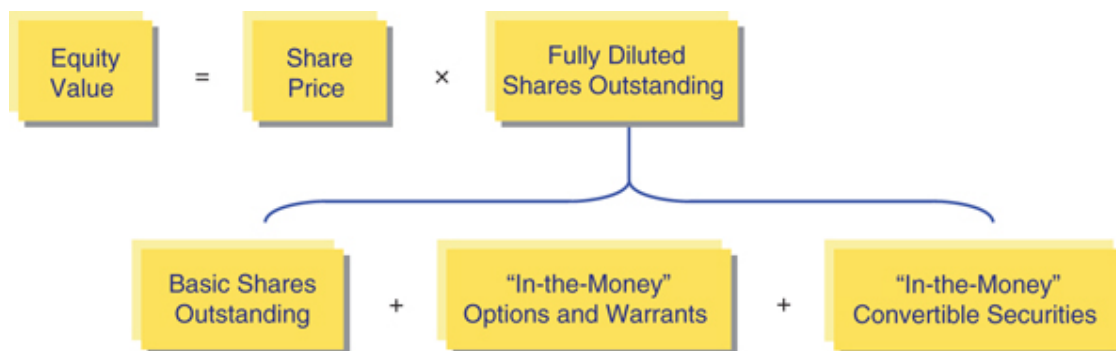 Equity
Value
=
Share
Price
×
Fully Diluted
Shares Outstanding
Basic Shares
Outstanding
+
“In-the-Money”
Options and Warrants
+
“In-the-Money”
Convertible Securities